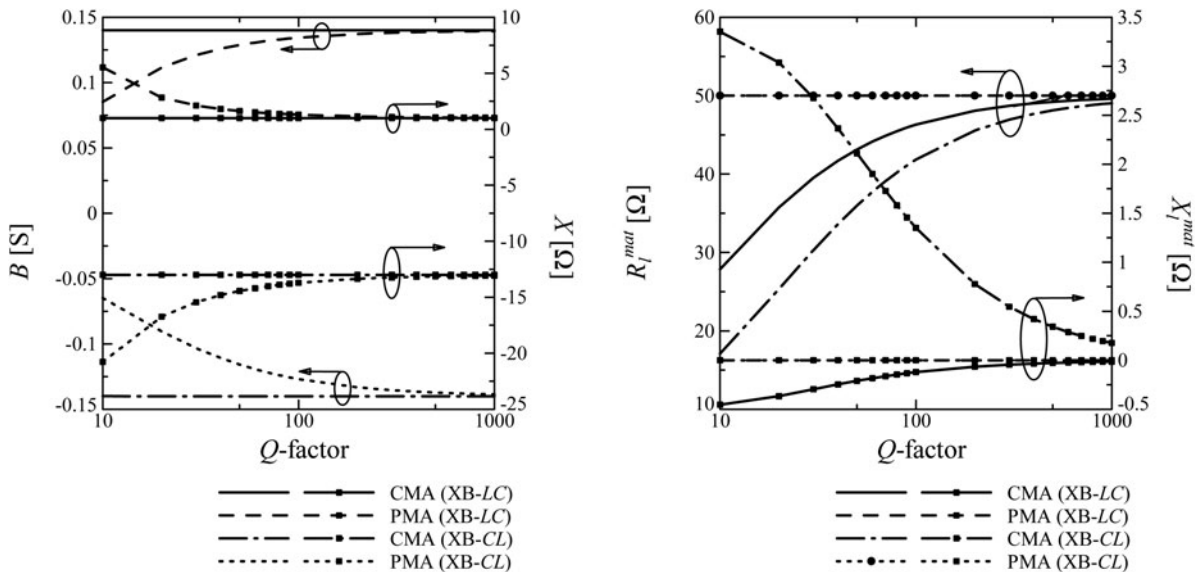 0.15
0.1
0.05
0
-0.05
-0.1
-0.15
B [S]
10
5
0
-5
-10
-15
-20
-25
X [℧]
10
100
1000
Q-factor
CMA (XB-LC)
PMA (XB-LC)
CMA (XB-CL)
PMA (XB-CL)
60
50
40
30
20
10
R_l^mat [Ω]
3.5
3
2.5
2
1.5
1
0.5
0
-0.5
X_l^mat [℧]
10
100
1000
Q-factor
CMA (XB-LC)
PMA (XB-LC)
CMA (XB-CL)
PMA (XB-CL)